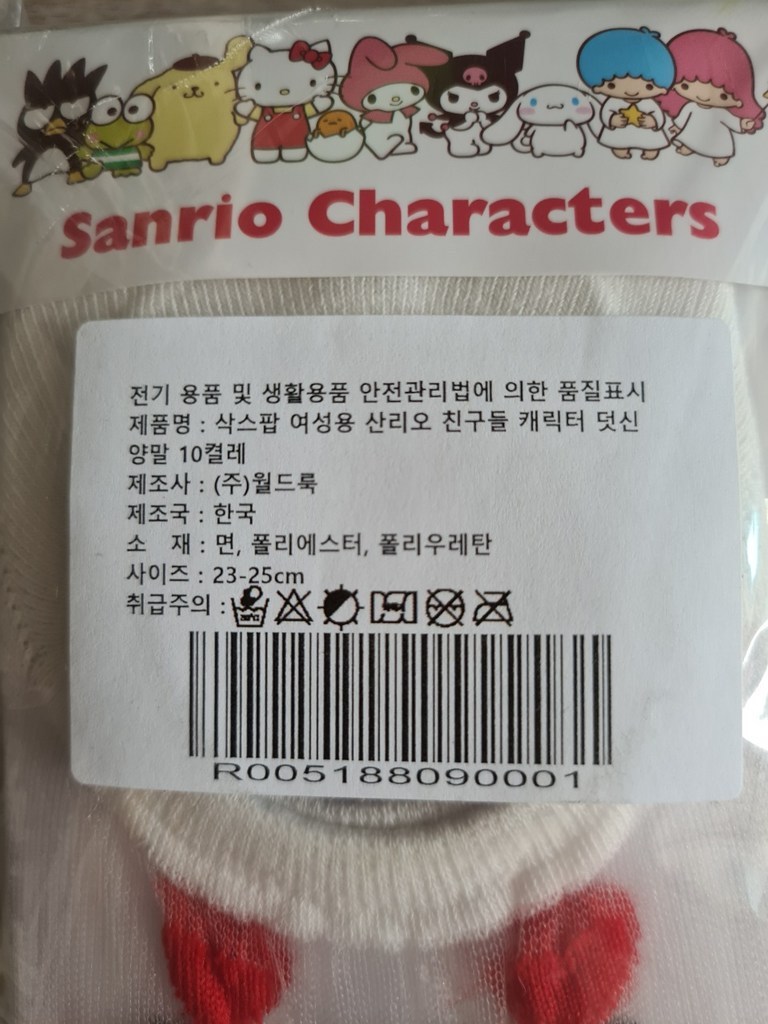 Sanrio Characters
전기 용품 및 생활용품 안전관리법에 의한 품질표시
제품명 : 삭스팝 여성용 산리오 친구들 캐릭터 덧신
양말 10켤레
제조사 : (주)월드룩
제조국 : 한국
소 재 : 면, 폴리에스터, 폴리우레탄
사이즈 : 23-25cm
취급주의 :
R005188090001